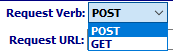 Request Verb: POST
POST
Request URL: GET